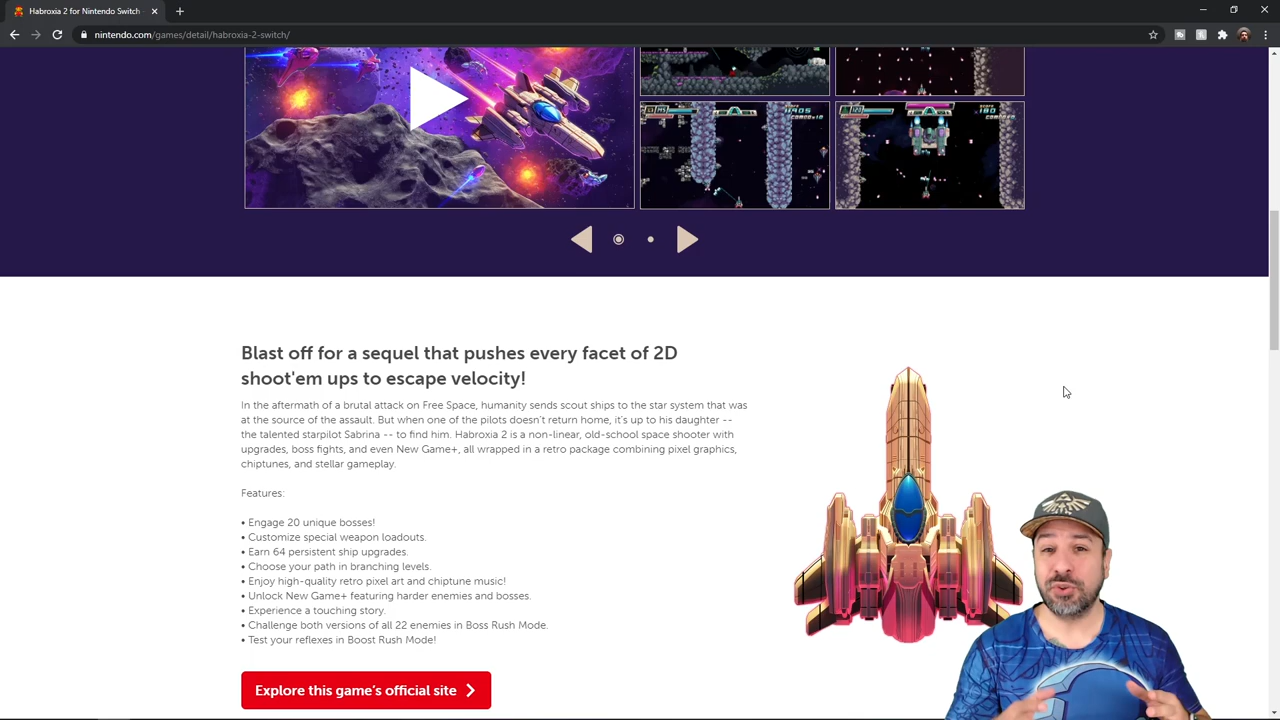 Habroxia 2 for Nintendo Switch
nintendo.com/games/detail/habroxia-2-switch/
Blast off for a sequel that pushes every facet of 2D
shoot'em ups to escape velocity!
In the aftermath of a brutal attack on Free Space, humanity sends scout ships to the star system that was
at the source of the assault. But when one of the pilots doesn't return home, it's up to his daughter --
the talented starpilot Sabrina -- to find him. Habroxia 2 is a non-linear, old-school space shooter with
upgrades, boss fights, and even New Game+, all wrapped in a retro package combining pixel graphics,
chiptunes, and stellar gameplay.
Features:
• Engage 20 unique bosses!
• Customize special weapon loadouts.
• Earn 64 persistent ship upgrades.
• Choose your path in branching levels.
• Enjoy high-quality retro pixel art and chiptune music!
• Unlock New Game+ featuring harder enemies and bosses.
• Experience a touching story.
• Challenge both versions of all 22 enemies in Boss Rush Mode.
• Test your reflexes in Boost Rush Mode!
Explore this game's official site